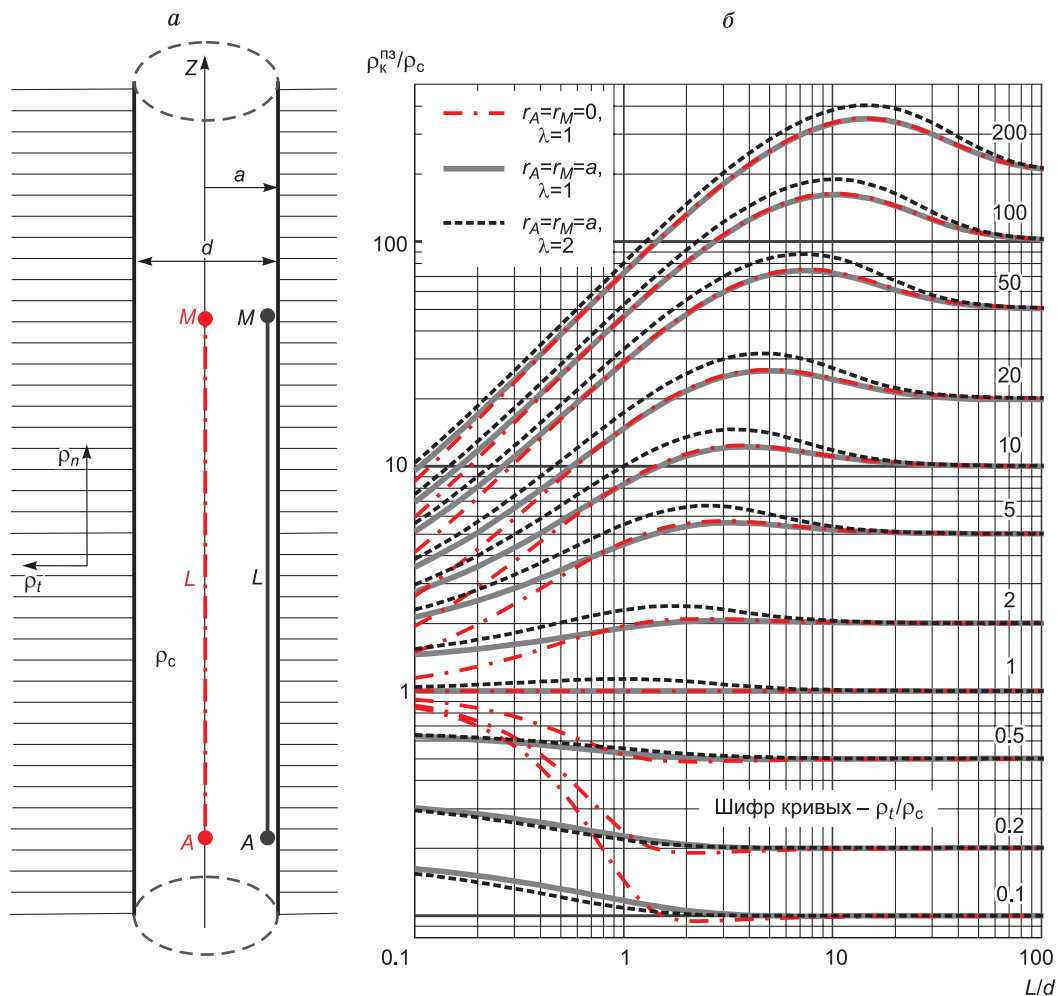 а
Z
a
d
M
M
ρn
ρt
L
L
ρс
A
A
б
ρк^пз/ρс
rA=rM=0,
λ=1
rA=rM=a,
λ=1
rA=rM=a,
λ=2
200
100
50
20
10
5
2
1
0.5
Шифр кривых – ρt/ρс
0.2
0.1
100
10
1
0.1
1
10
100
L/d